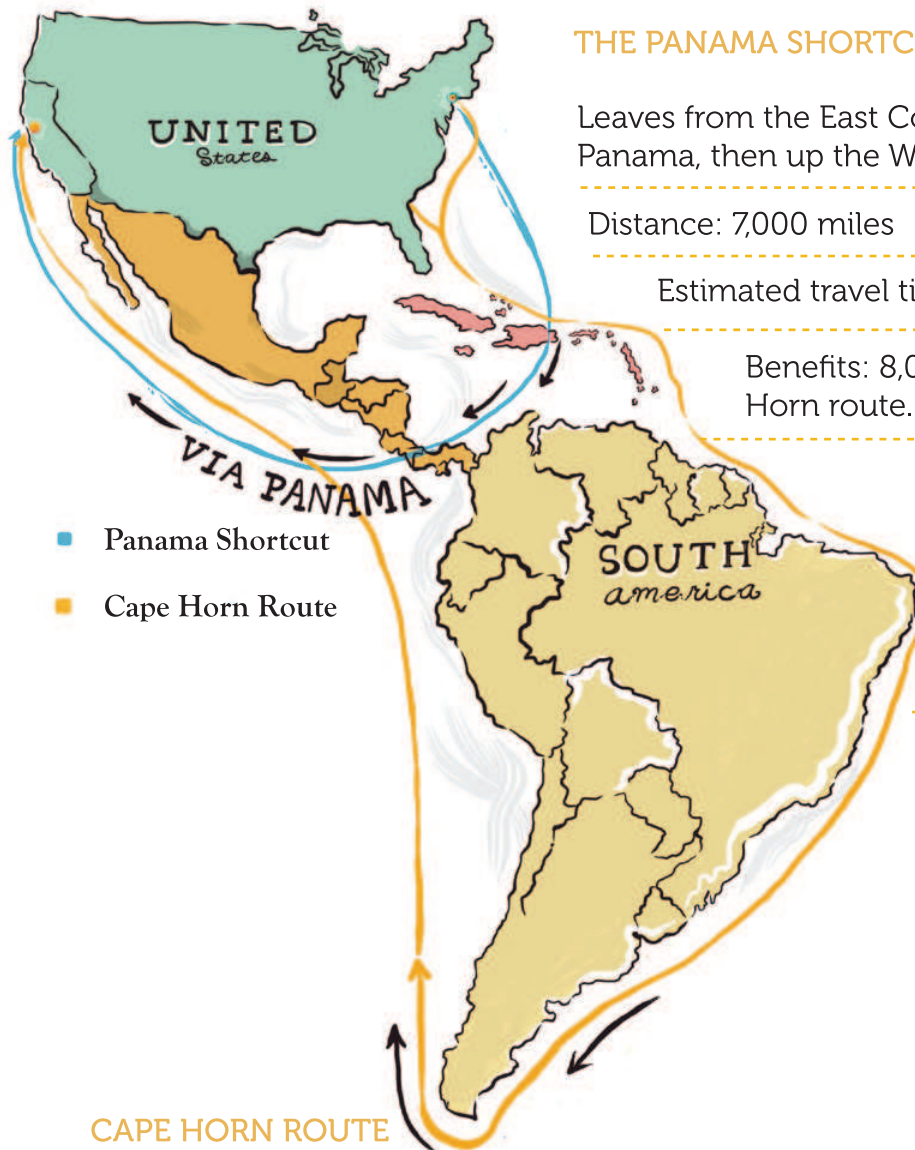 THE PANAMA SHORTC
Leaves from the East Co
Panama, then up the W
Distance: 7,000 miles
Estimated travel ti
Benefits: 8,0
Horn route.
UNITED
States
VIA PANAMA
Panama Shortcut
Cape Horn Route
SOUTH
america
CAPE HORN ROUTE